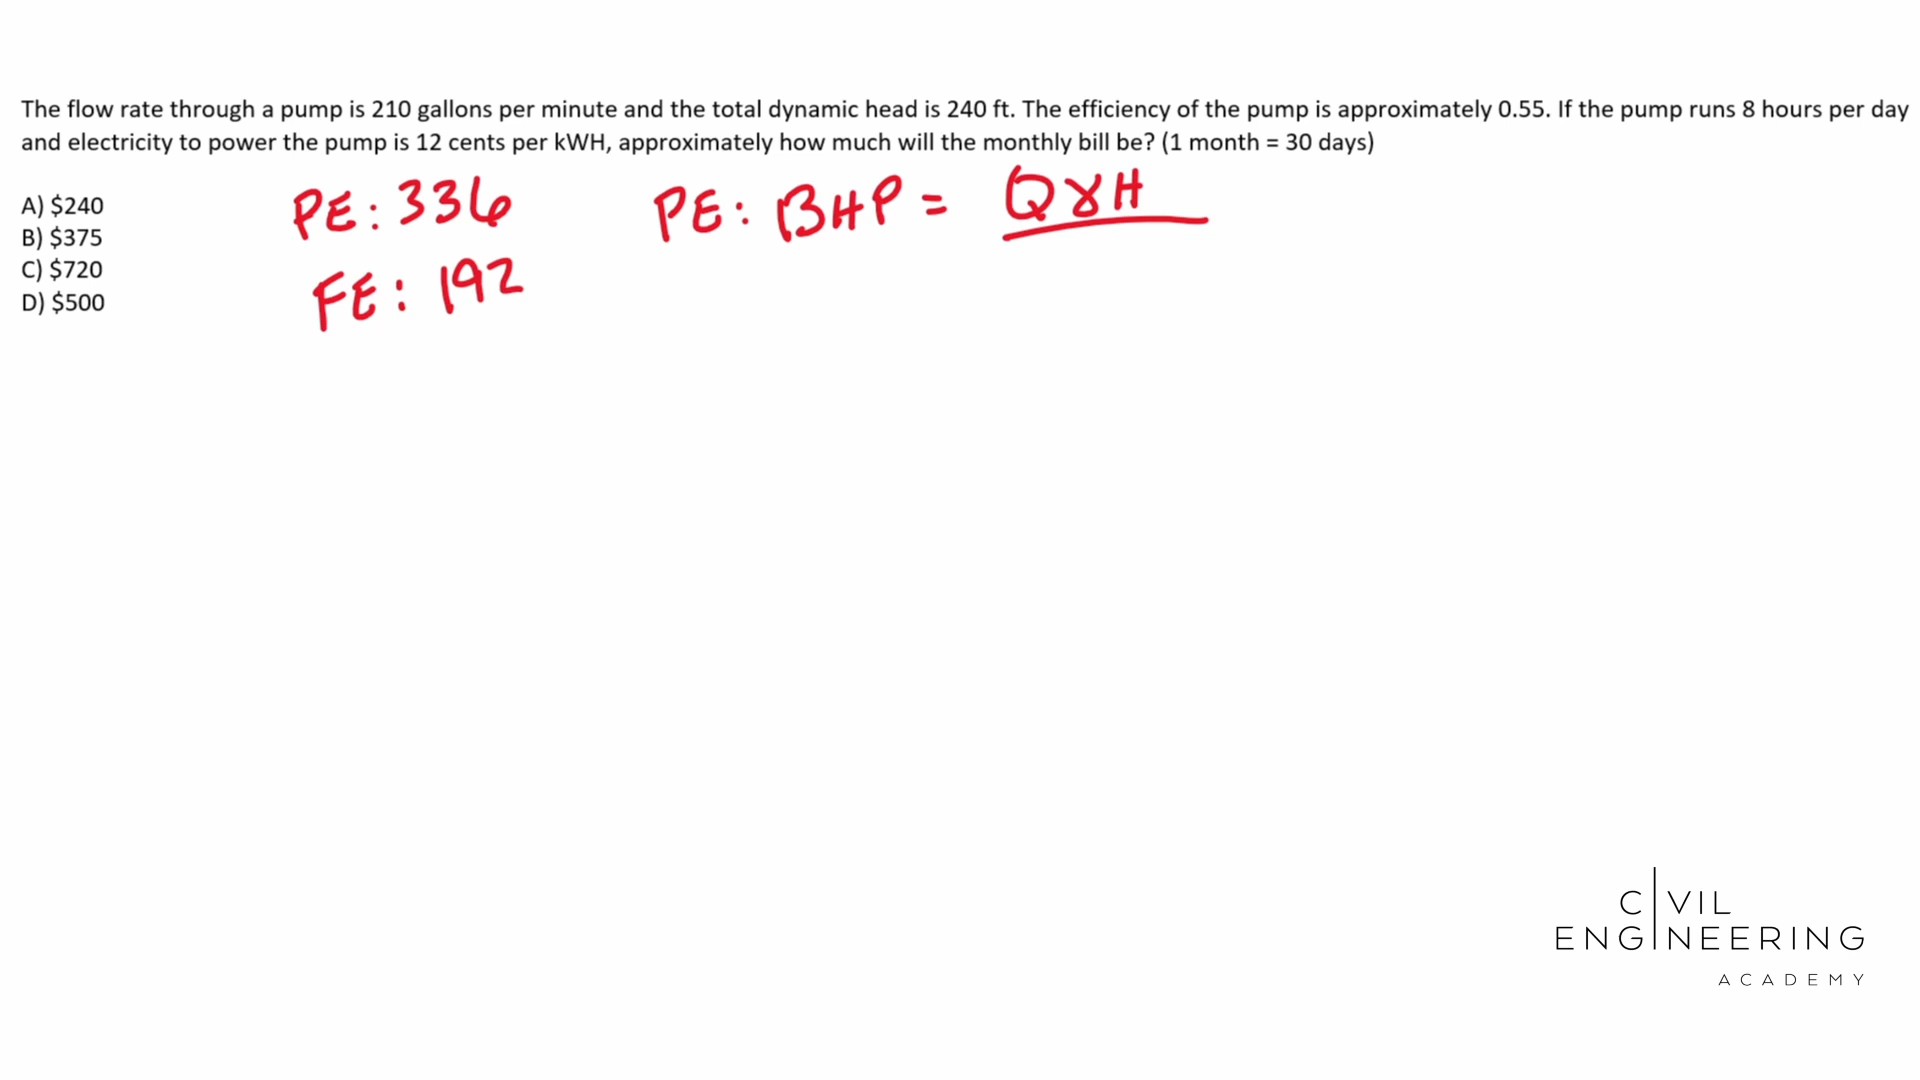 The flow rate through a pump is 210 gallons per minute and the total dynamic head is 240 ft. The efficiency of the pump is approximately 0.55. If the pump runs 8 hours per day
and electricity to power the pump is 12 cents per kWH, approximately how much will the monthly bill be? (1 month = 30 days)
A) $240
B) $375
C) $720
D) $500
PE: 336
FE: 192
PE: BHP = QγH
CIVIL
ENGINEERING
ACADEMY